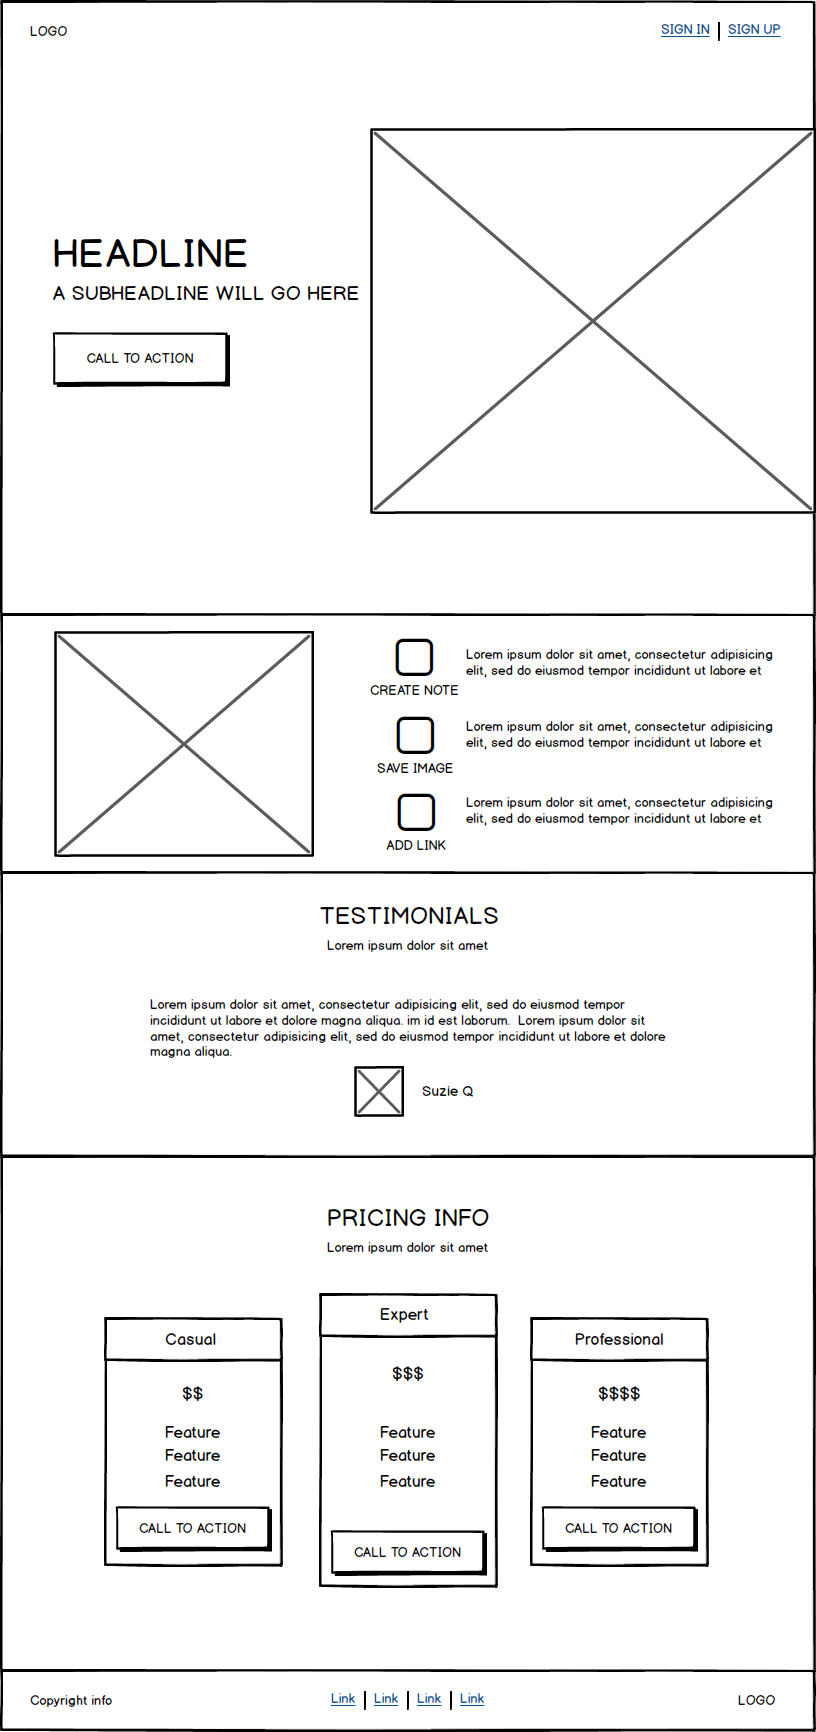 LOGO
SIGN IN | SIGN UP
HEADLINE
A SUBHEADLINE WILL GO HERE
CALL TO ACTION
CREATE NOTE
Lorem ipsum dolor sit amet, consectetur adipisicing
elit, sed do eiusmod tempor incididunt ut labore et
SAVE IMAGE
Lorem ipsum dolor sit amet, consectetur adipisicing
elit, sed do eiusmod tempor incididunt ut labore et
ADD LINK
Lorem ipsum dolor sit amet, consectetur adipisicing
elit, sed do eiusmod tempor incididunt ut labore et
TESTIMONIALS
Lorem ipsum dolor sit amet
Lorem ipsum dolor sit amet, consectetur adipisicing elit, sed do eiusmod tempor
incididunt ut labore et dolore magna aliqua. im id est laborum.  Lorem ipsum dolor sit
amet, consectetur adipisicing elit, sed do eiusmod tempor incididunt ut labore et dolore
magna aliqua.
Suzie Q
PRICING INFO
Lorem ipsum dolor sit amet
Casual
$$
Feature
Feature
Feature
CALL TO ACTION
Expert
$$$
Feature
Feature
Feature
CALL TO ACTION
Professional
$$$$
Feature
Feature
Feature
CALL TO ACTION
Copyright info
Link | Link | Link | Link
LOGO